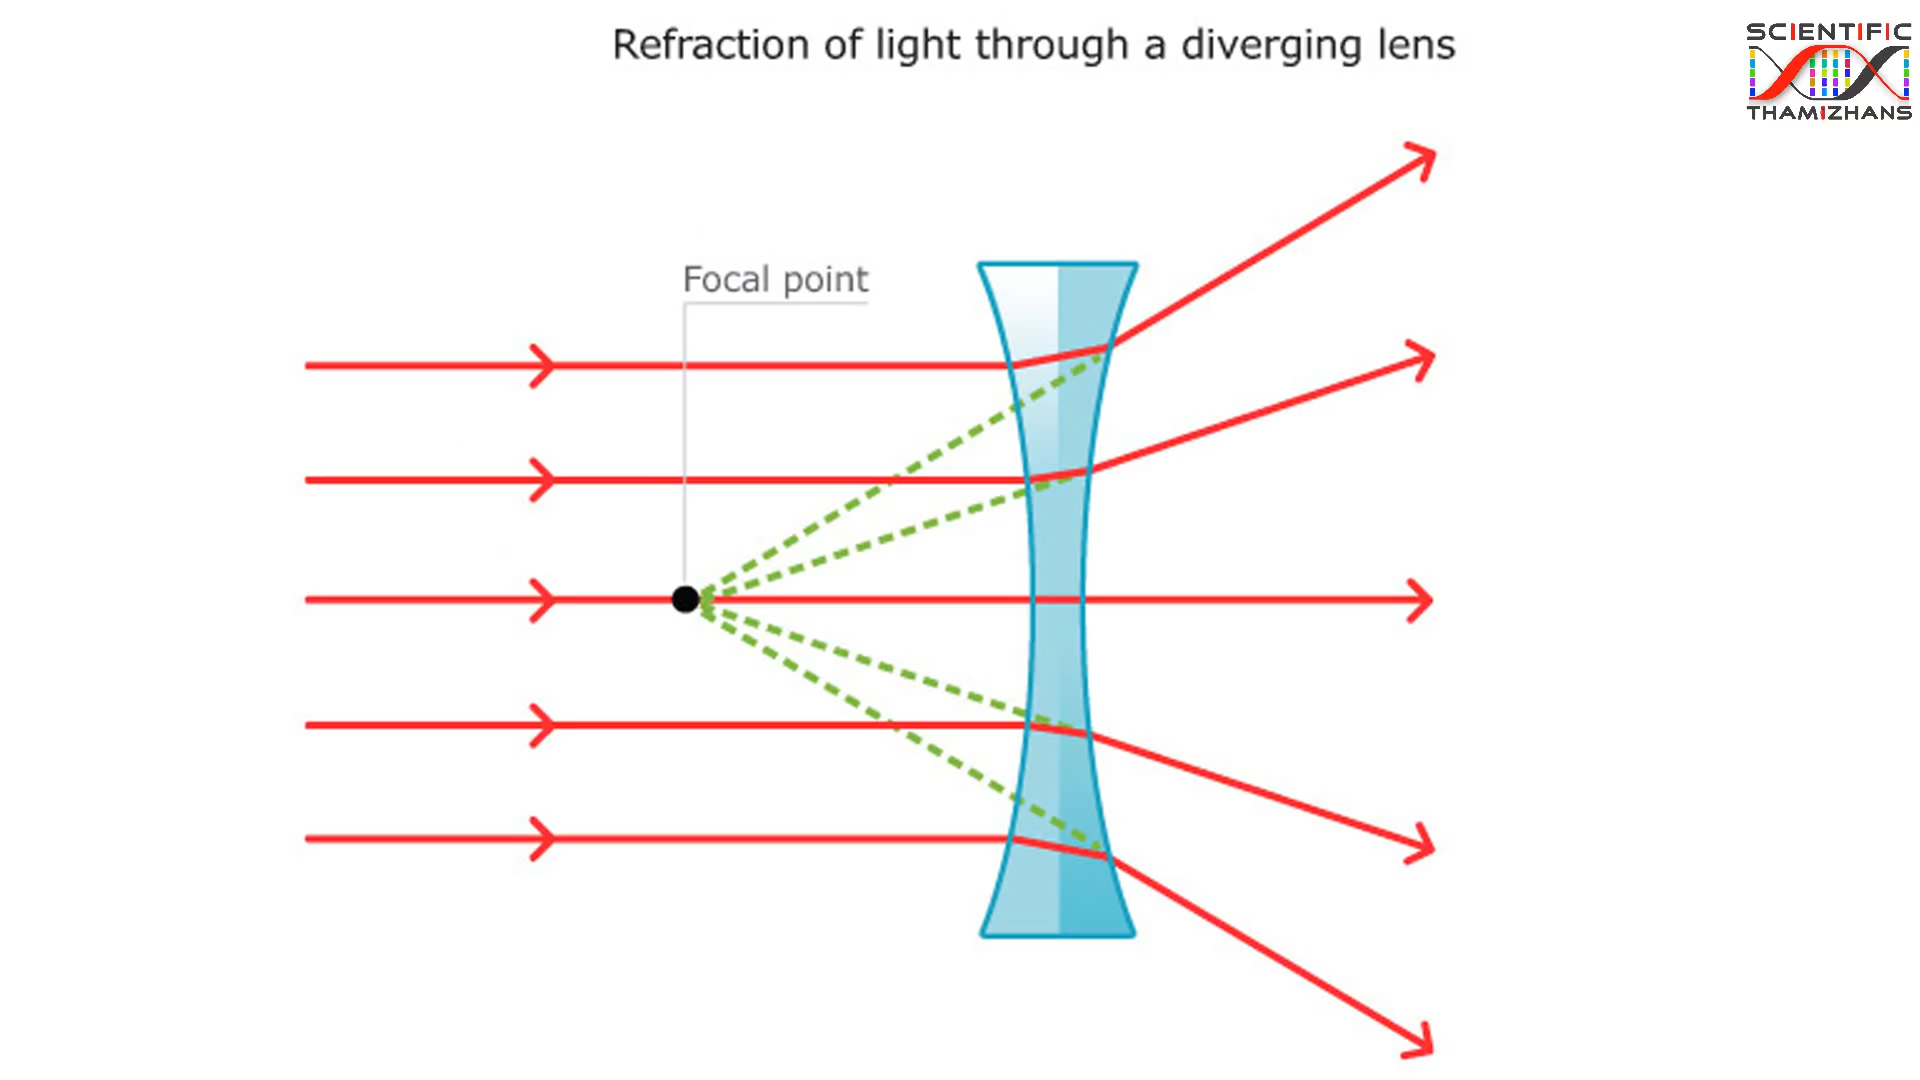 Refraction of light through a diverging lens
SCIENTIFIC
THAMIZHANS
Focal point